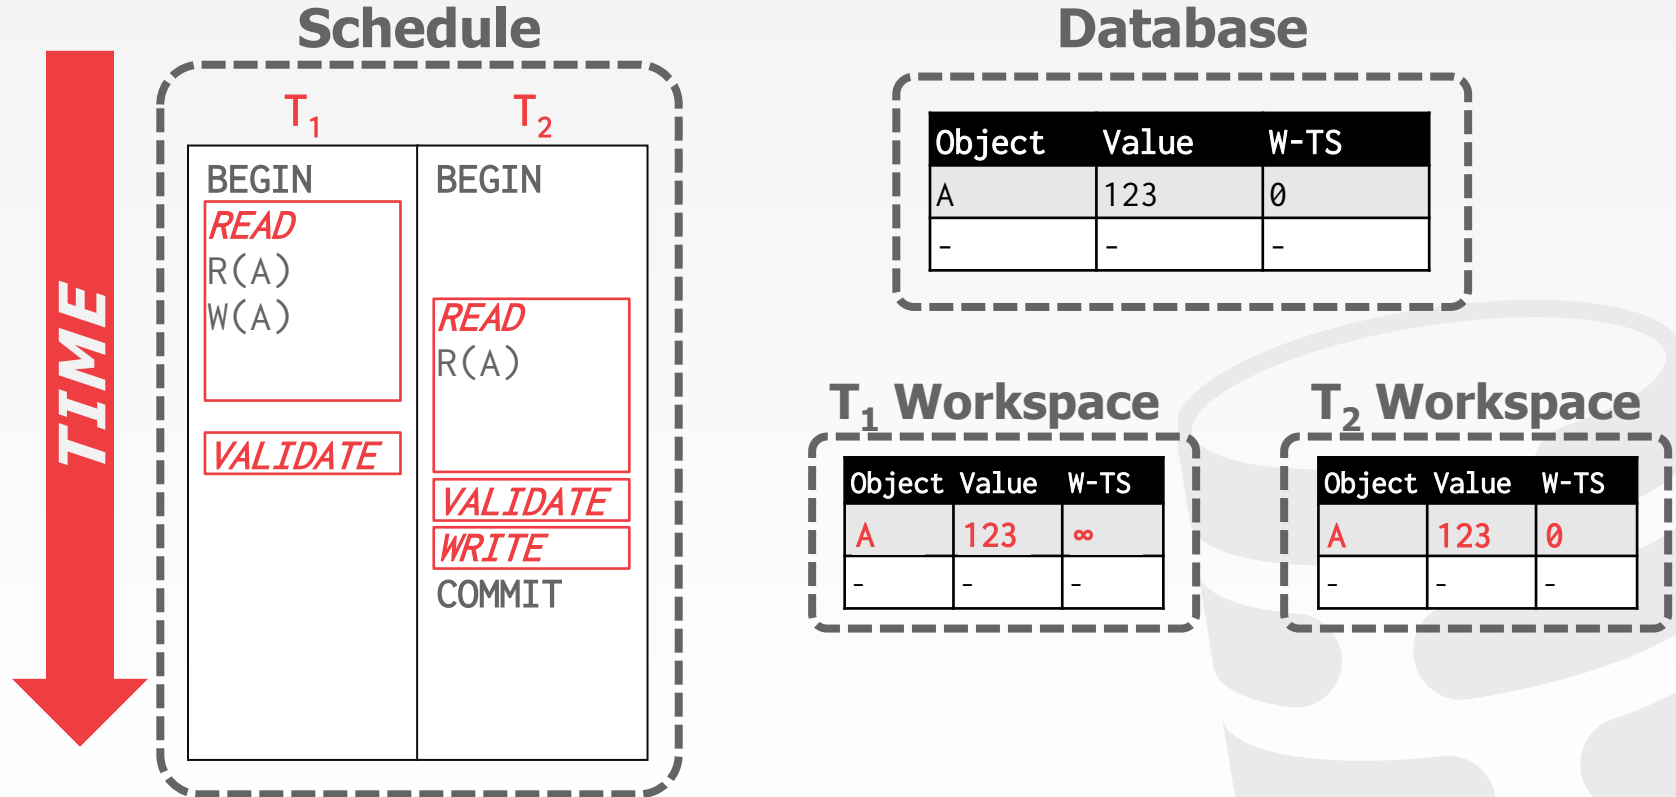 Schedule
TIME
T1 T2
BEGIN BEGIN
READ
R(A)
W(A) READ
R(A)
VALIDATE
VALIDATE
WRITE
COMMIT
Database
Object Value W-TS
A 123 0
- - -
T1 Workspace
Object Value W-TS
A 123 ∞
- - -
T2 Workspace
Object Value W-TS
A 123 0
- - -